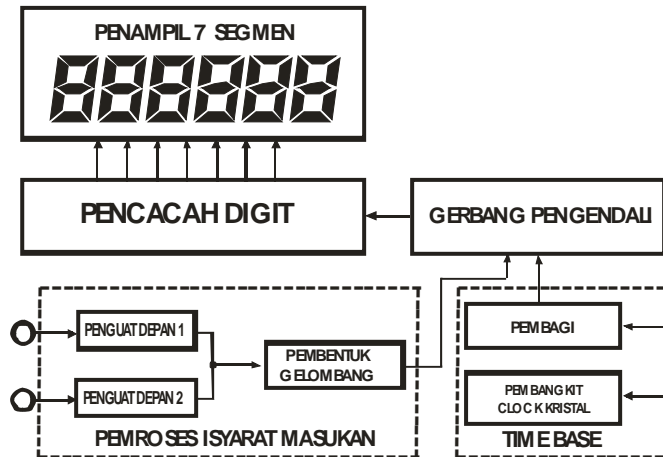 PENAMPIL 7 SEGMEN
888888
PENCACAH DIGIT
GERBANG PENGENDALI
PENGUAT DEPAN 1
PENGUAT DEPAN 2
PEMBENTUK
GELOMBANG
PEMROSES ISYARAT MASUKAN
PEMBAGI
PEMBANGKIT
CLOCK KRISTAL
TIME BASE